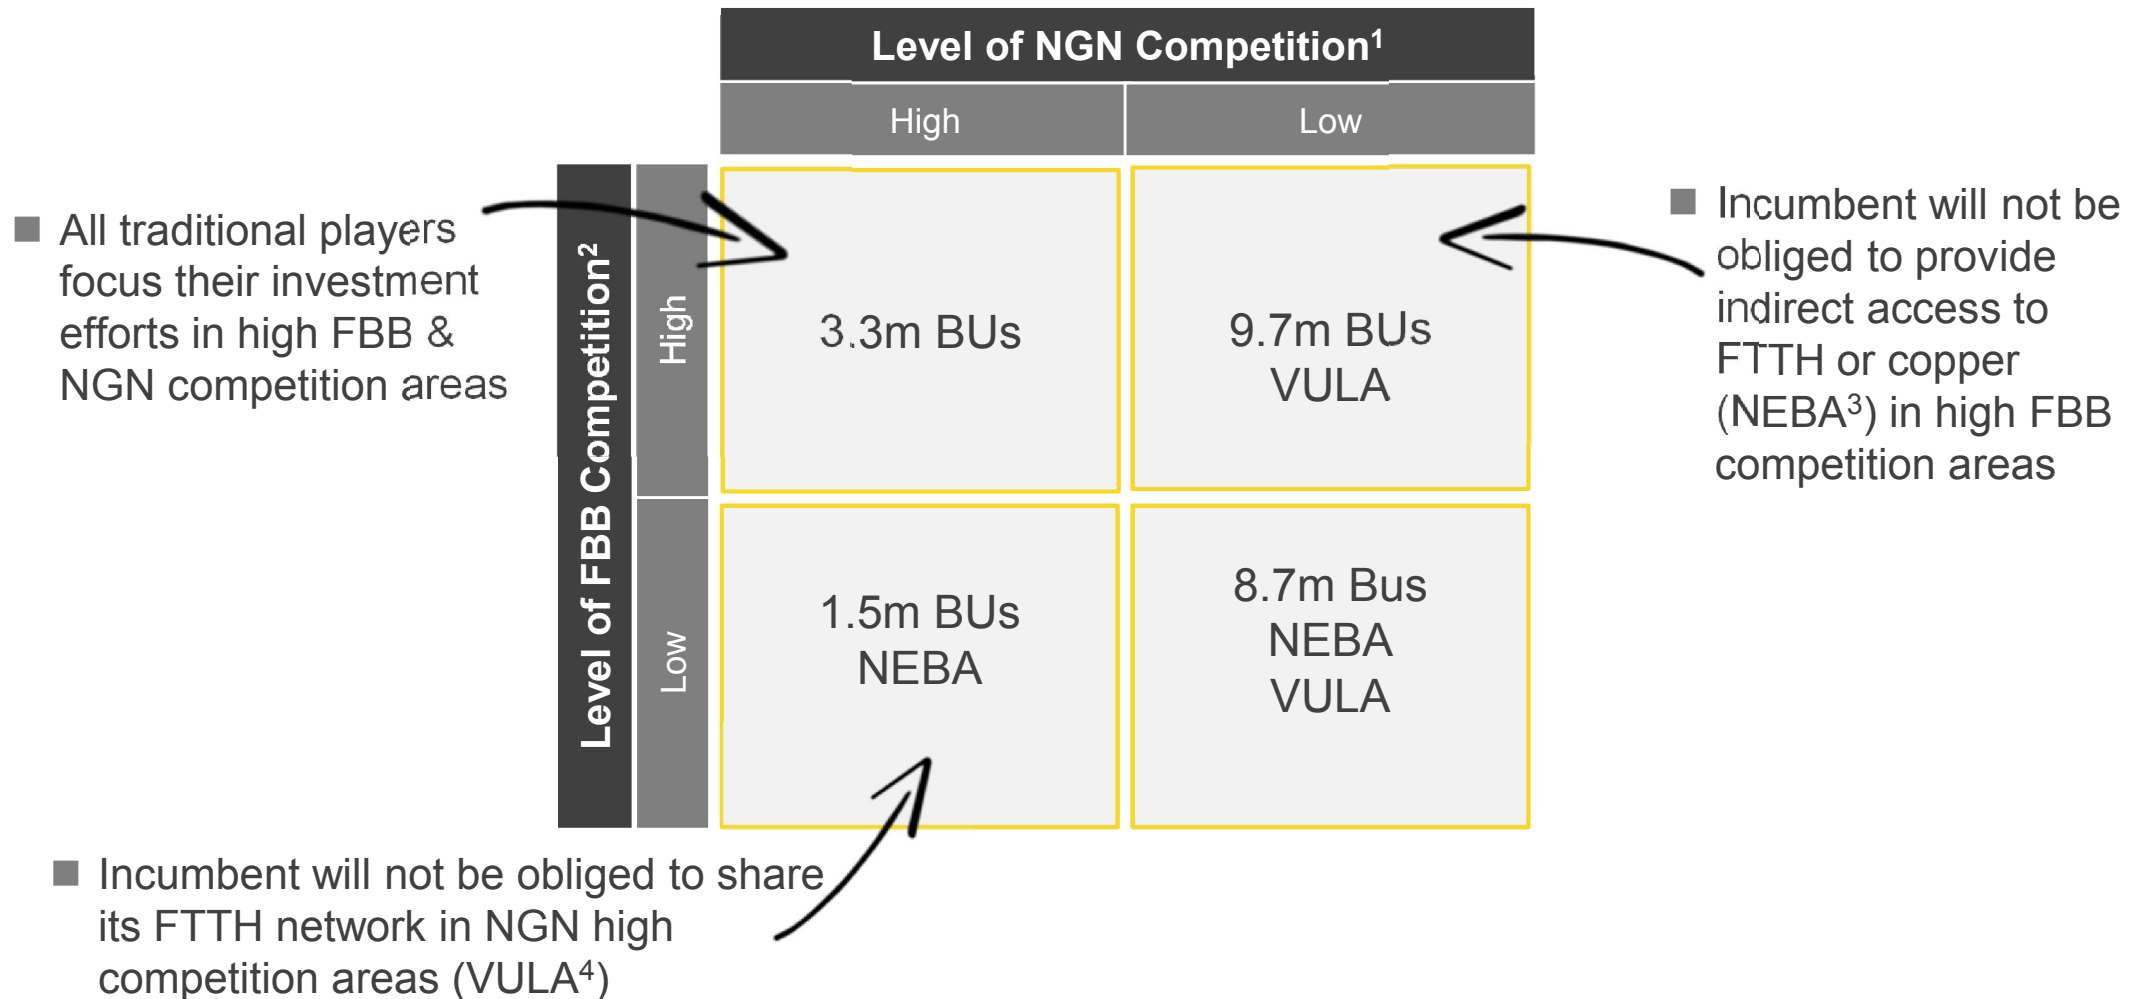 Level of NGN Competition¹
High
Low
■ All traditional players
focus their investment
efforts in high FBB &
NGN competition areas
Level of FBB Competition²
High
3.3m BUs
9.7m BUs
VULA
■ Incumbent will not be
obliged to provide
indirect access to
FTTH or copper
(NEBA³) in high FBB
competition areas
Low
1.5m BUs
NEBA
8.7m Bus
NEBA
VULA
■ Incumbent will not be obliged to share
its FTTH network in NGN high
competition areas (VULA⁴)